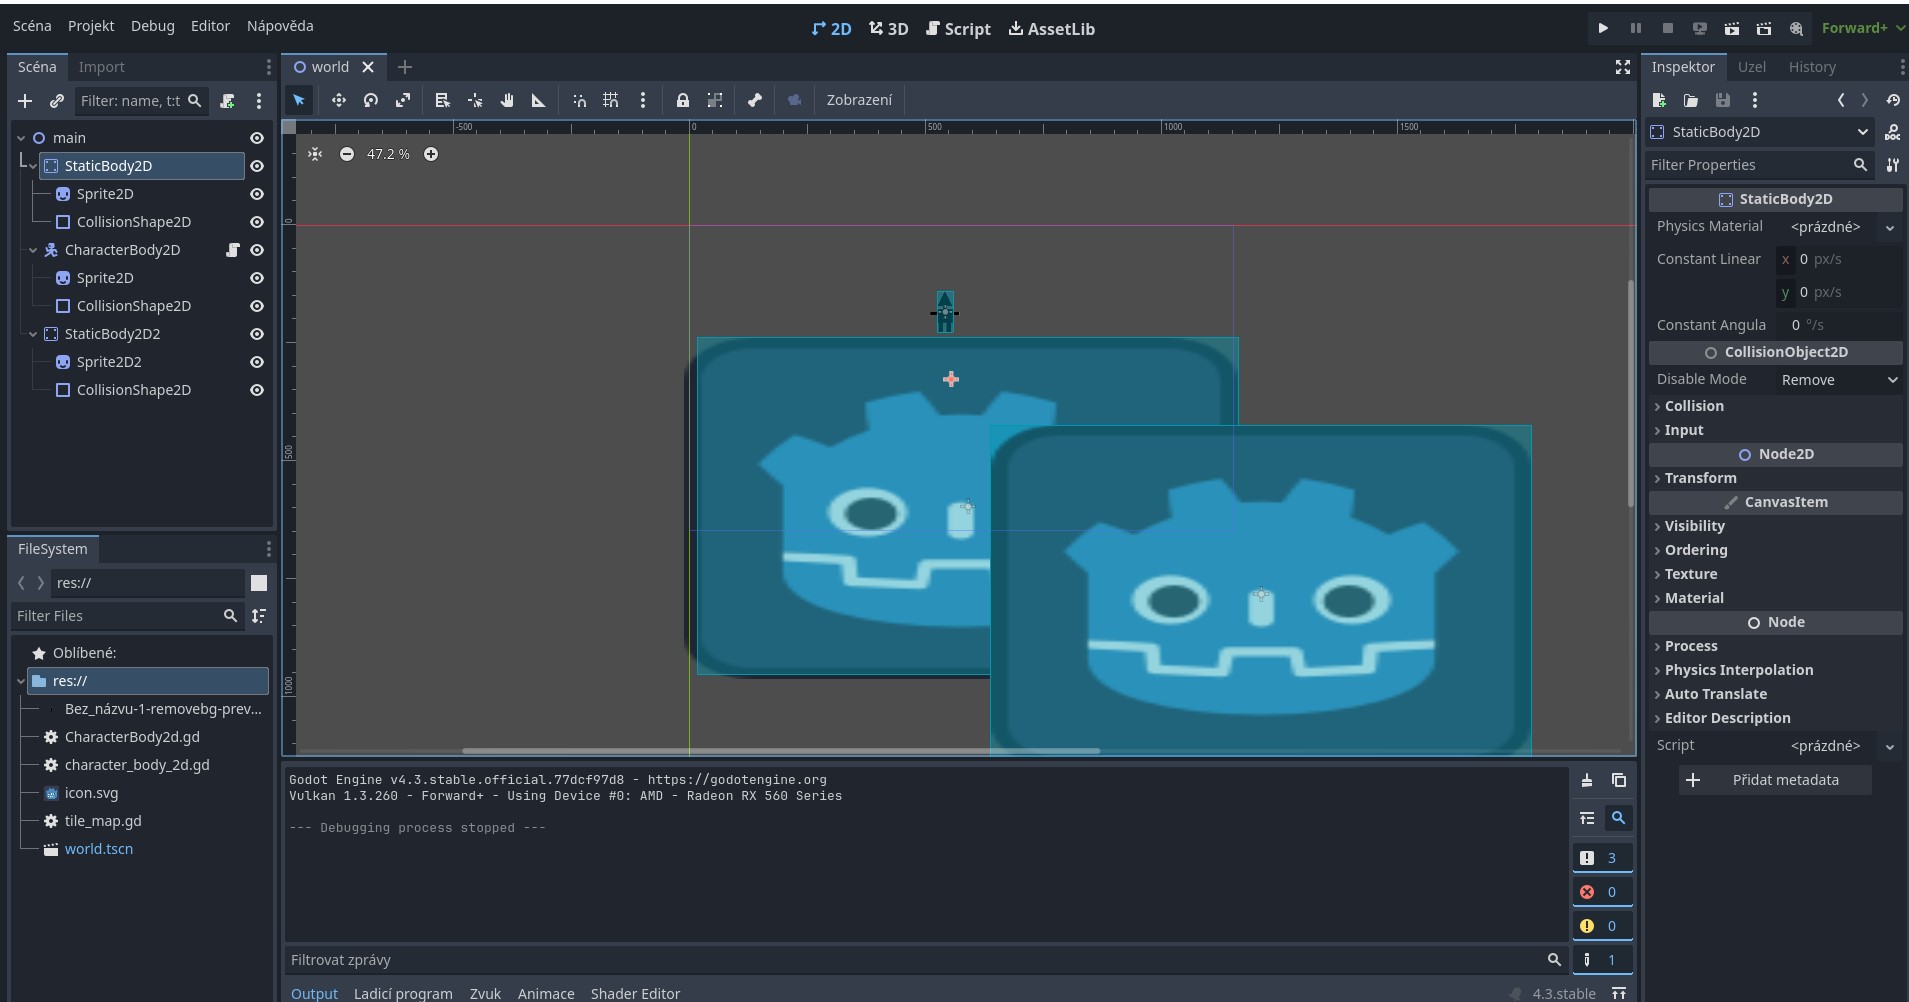 Scéna Projekt Debug Editor Nápověda
2D 3D Script AssetLib
Forward+
Scéna Import
Filter: name, t:t
main
StaticBody2D
Sprite2D
CollisionShape2D
CharacterBody2D
Sprite2D
CollisionShape2D
StaticBody2D2
Sprite2D2
CollisionShape2D
FileSystem
res://
Filter Files
Oblíbené:
res://
Bez_názvu-1-removebg-prev...
CharacterBody2d.gd
character_body_2d.gd
icon.svg
tile_map.gd
world.tscn
world
Zobrazení
-500 0 500 1000 1500
47.2 %
0
500
1000
Godot Engine v4.3.stable.official.77dcf97d8 - https://godotengine.org
Vulkan 1.3.260 - Forward+ - Using Device #0: AMD - Radeon RX 560 Series
--- Debugging process stopped ---
3
0
0
1
Filtrovat zprávy
Output Ladicí program Zvuk Animace Shader Editor
4.3.stable
Inspektor Uzel History
StaticBody2D
Filter Properties
StaticBody2D
Physics Material <prázdné>
Constant Linear x 0 px/s
y 0 px/s
Constant Angula 0 °/s
CollisionObject2D
Disable Mode Remove
Collision
Input
Node2D
Transform
CanvasItem
Visibility
Ordering
Texture
Material
Node
Process
Physics Interpolation
Auto Translate
Editor Description
Script <prázdné>
Přidat metadata